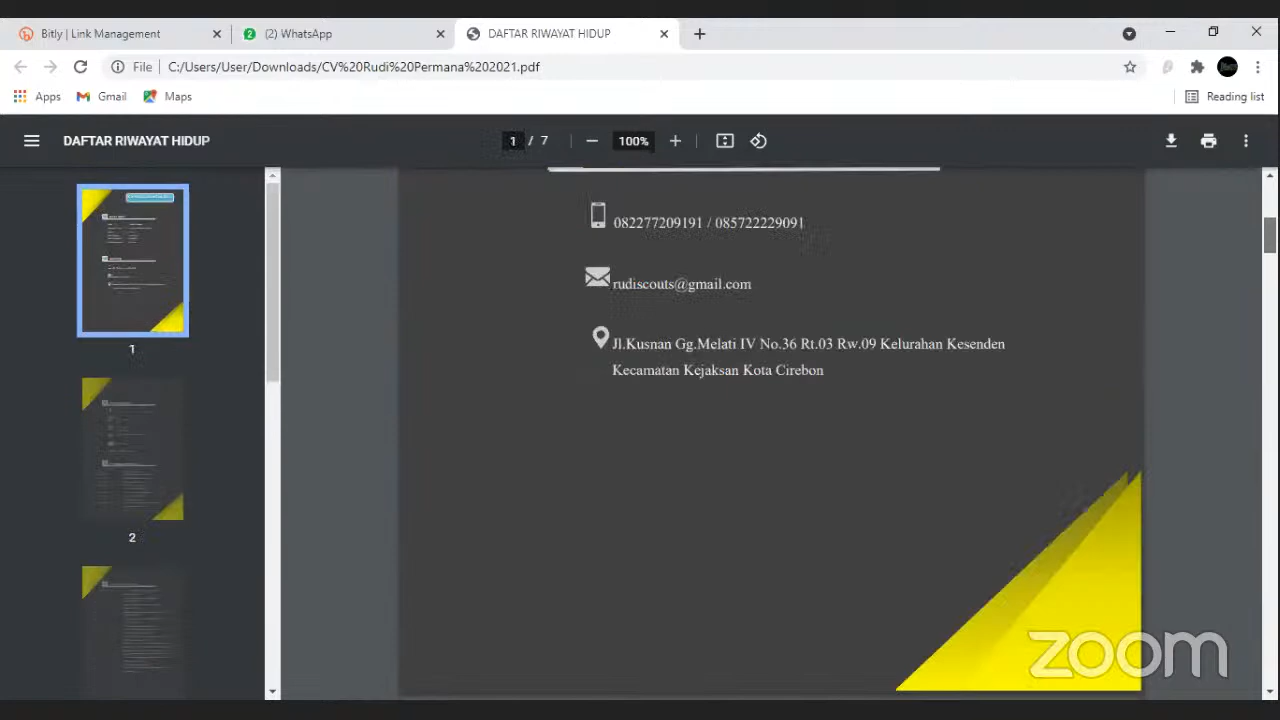 Bitly | Link Management
2
(2) WhatsApp
DAFTAR RIWAYAT HIDUP
File
C:/Users/User/Downloads/CV%20Rudi%20Permana%202021.pdf
Apps
Gmail
Maps
Reading list
DAFTAR RIWAYAT HIDUP
1 / 7
100%
082277209191 / 085722229091
rudiscouts@gmail.com
Jl.Kusnan Gg.Melati IV No.36 Rt.03 Rw.09 Kelurahan Kesenden
Kecamatan Kejaksan Kota Cirebon
1
2
zoom